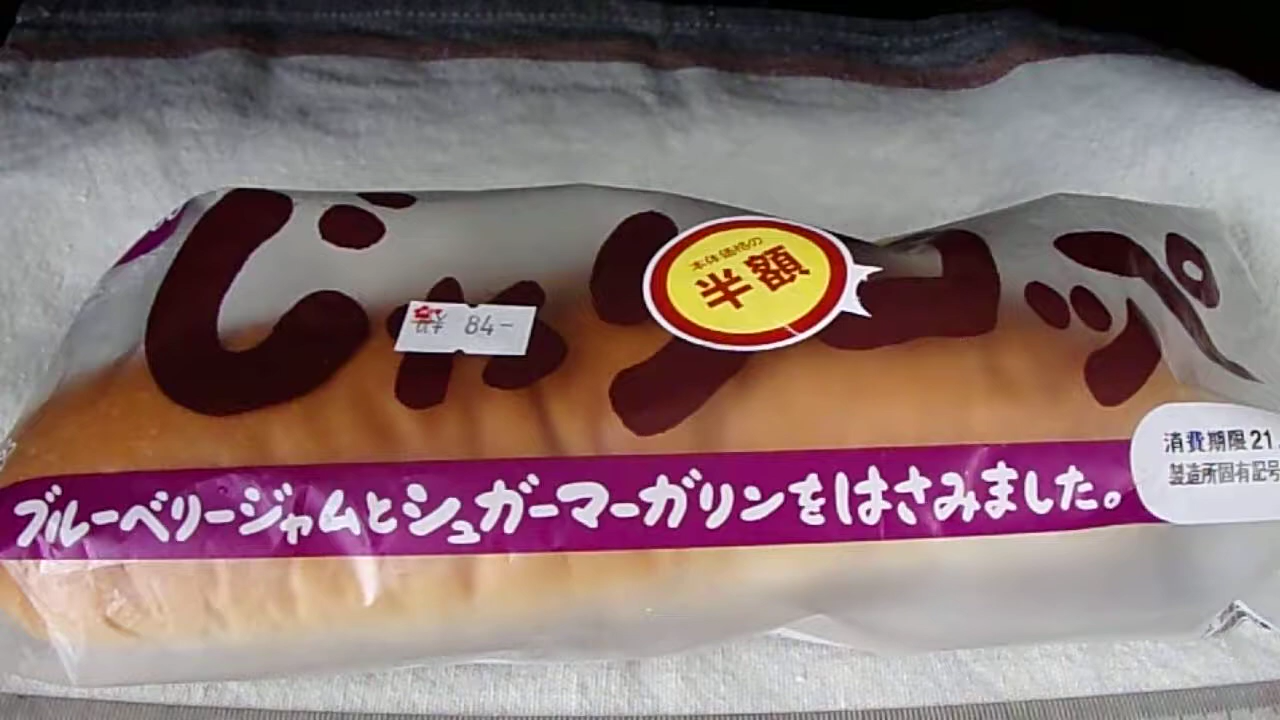 じゃりコッペ
本体価格の
半額
¥ 84-
ブルーベリージャムとシュガーマーガリンをはさみました。
消費期限 21.
製造所固有記号